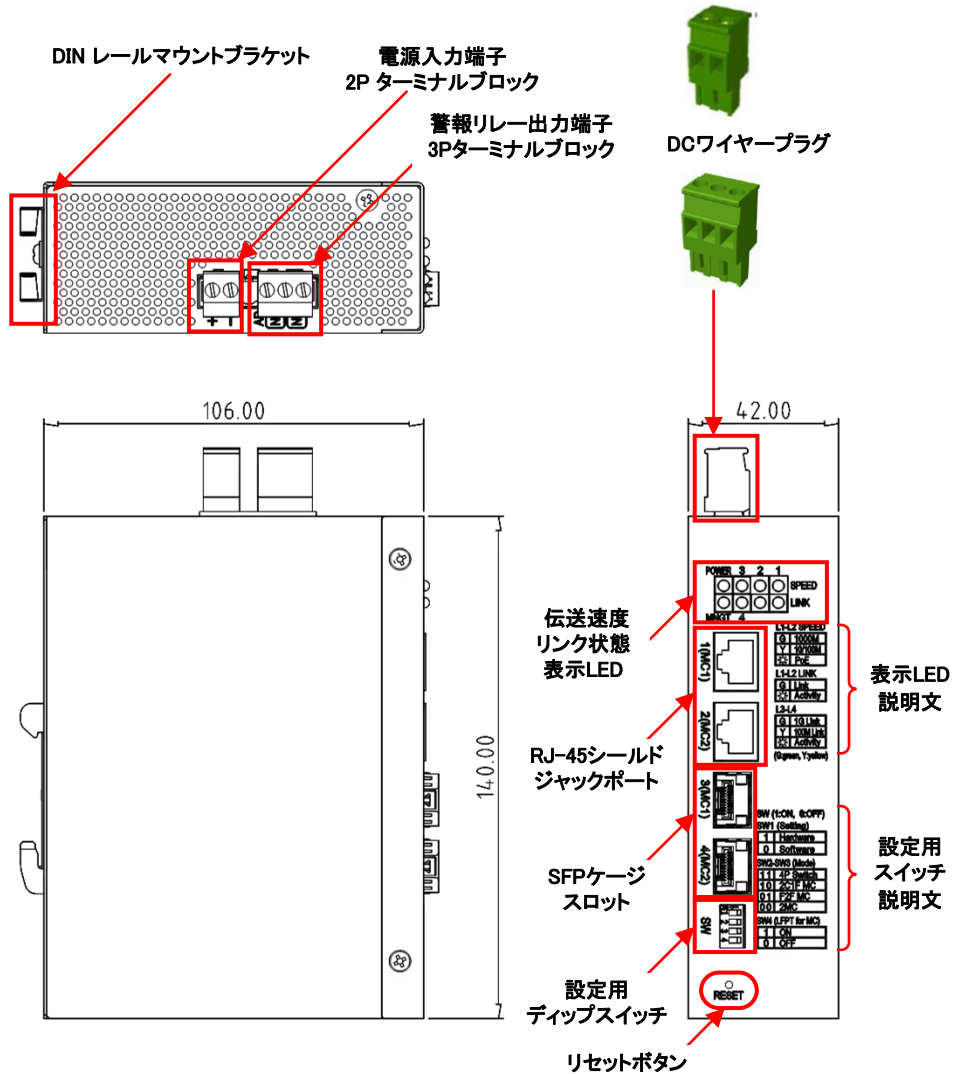 DIN レールマウントブラケット
電源入力端子
2P ターミナルブロック
警報リレー出力端子
3Pターミナルブロック
DCワイヤープラグ
+ −
106.00
42.00
140.00
POWER 3 2 1
SPEED
LINK
MNGT 4
伝送速度
リンク状態
表示LED
1(MC1)
2(MC2)
L1-L2 SPEED
G 1000M
Y 10/100M
PoE
L1-L2 LINK
G Link
Activity
L3-L4
G 1G Link
Y 100M Link
Activity
(G:green, Y:yellow)
表示LED
説明文
RJ-45シールド
ジャックポート
3(MC1)
4(MC2)
SFPケージ
スロット
SW (1:ON, 0:OFF)
SW1 (Setting)
1 Hardware
0 Software
SW2-SW3 (Mode)
1 1 4P Switch
1 0 2C1F MC
0 1 F2F MC
0 0 2MC
SW4 (LFPT for MC)
1 ON
0 OFF
設定用
スイッチ
説明文
SW
1 2 3 4
設定用
ディップスイッチ
RESET
リセットボタン